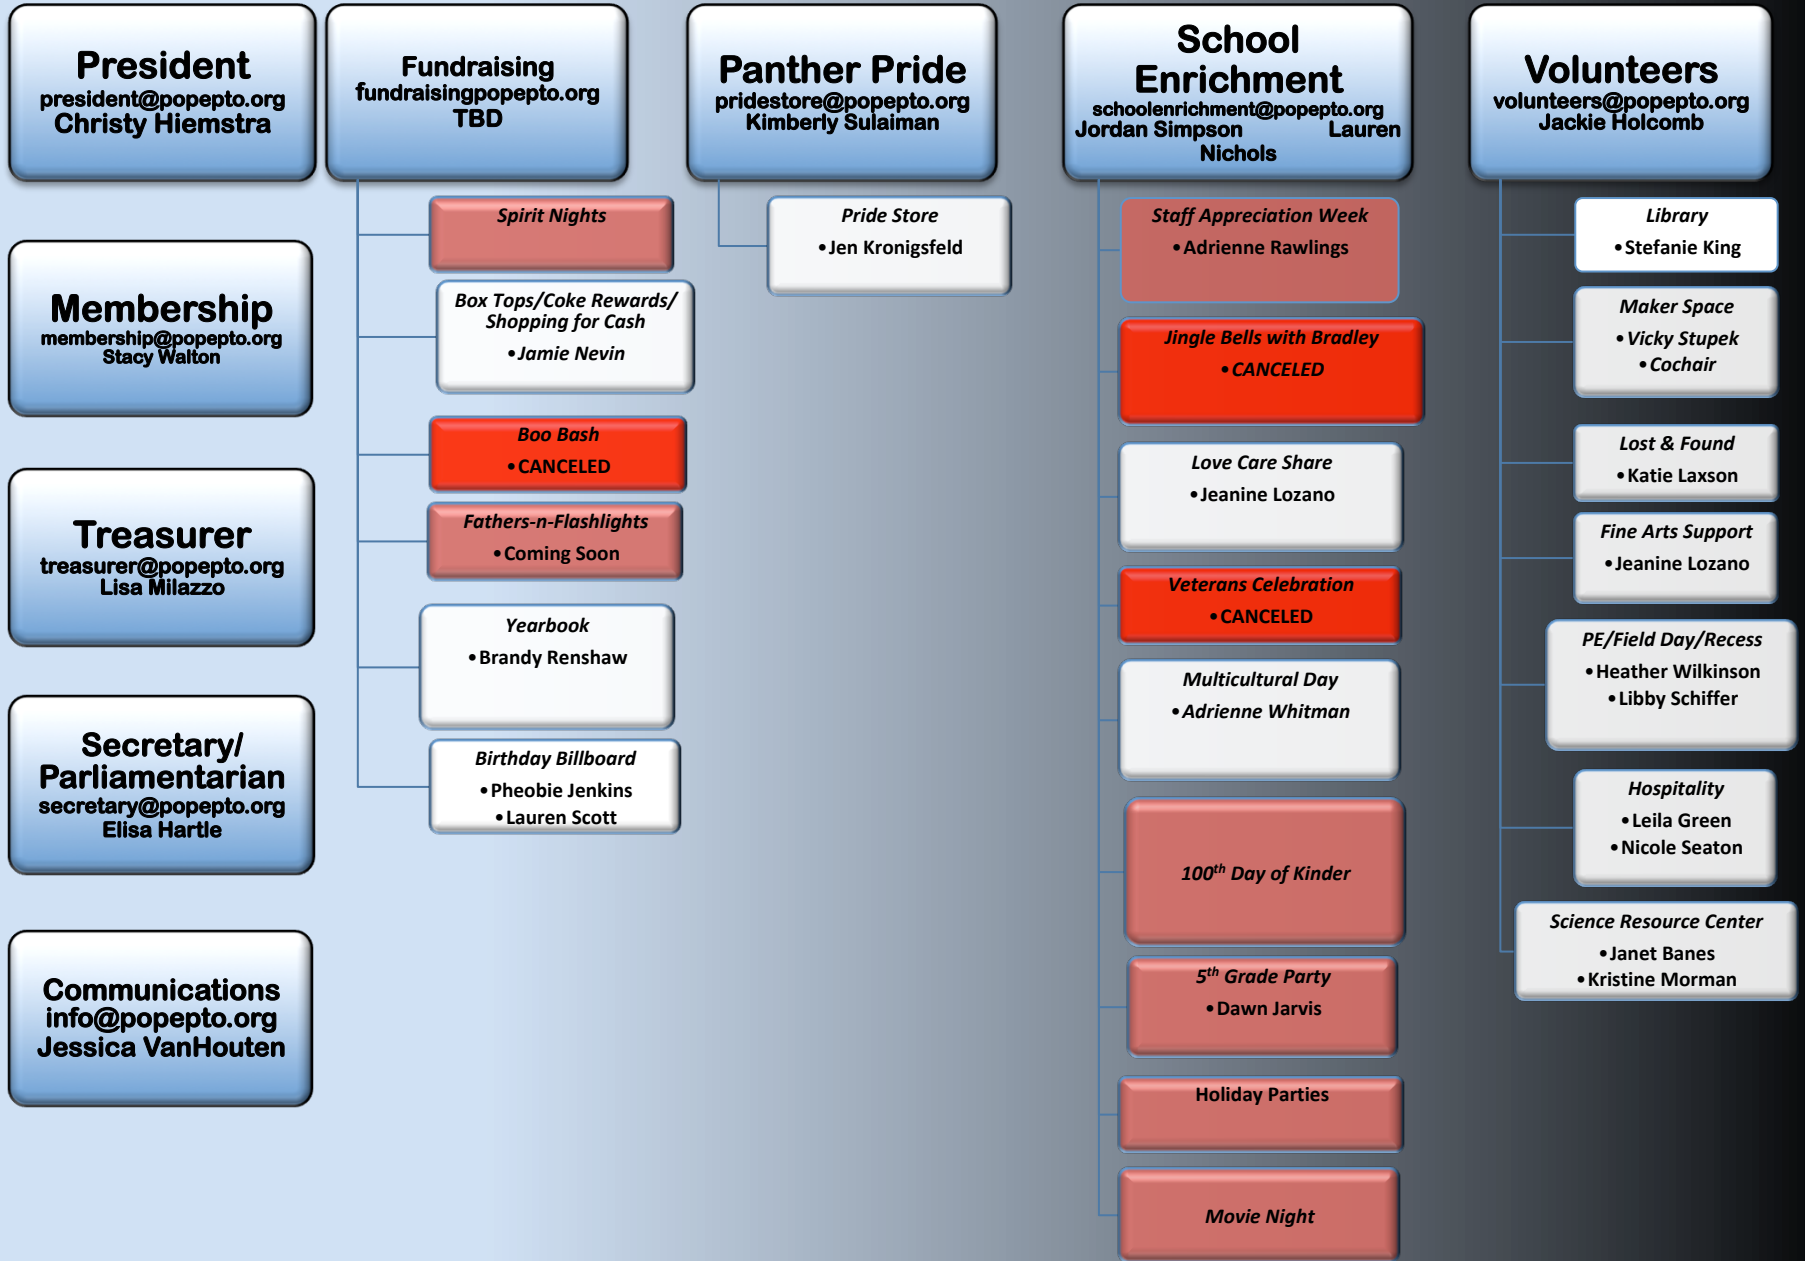 President
president@popepto.org
Christy Hiemstra
Membership
membership@popepto.org
Stacy Walton
Treasurer
treasurer@popepto.org
Lisa Milazzo
Secretary/
Parliamentarian
secretary@popepto.org
Elisa Hartle
Communications
info@popepto.org
Jessica VanHouten
Fundraising
fundraisingpopepto.org
TBD
Spirit Nights
Box Tops/Coke Rewards/
Shopping for Cash
•Jamie Nevin
Boo Bash
•CANCELED
Fathers-n-Flashlights
•Coming Soon
Yearbook
•Brandy Renshaw
Birthday Billboard
•Pheobie Jenkins
•Lauren Scott
Panther Pride
pridestore@popepto.org
Kimberly Sulaiman
Pride Store
•Jen Kronigsfeld
School
Enrichment
schoolenrichment@popepto.org
Jordan Simpson Lauren
Nichols
Staff Appreciation Week
•Adrienne Rawlings
Jingle Bells with Bradley
•CANCELED
Love Care Share
•Jeanine Lozano
Veterans Celebration
•CANCELED
Multicultural Day
•Adrienne Whitman
100th Day of Kinder
5th Grade Party
•Dawn Jarvis
Holiday Parties
Movie Night
Volunteers
volunteers@popepto.org
Jackie Holcomb
Library
•Stefanie King
Maker Space
•Vicky Stupek
•Cochair
Lost & Found
•Katie Laxson
Fine Arts Support
•Jeanine Lozano
PE/Field Day/Recess
•Heather Wilkinson
•Libby Schiffer
Hospitality
•Leila Green
•Nicole Seaton
Science Resource Center
•Janet Banes
•Kristine Morman